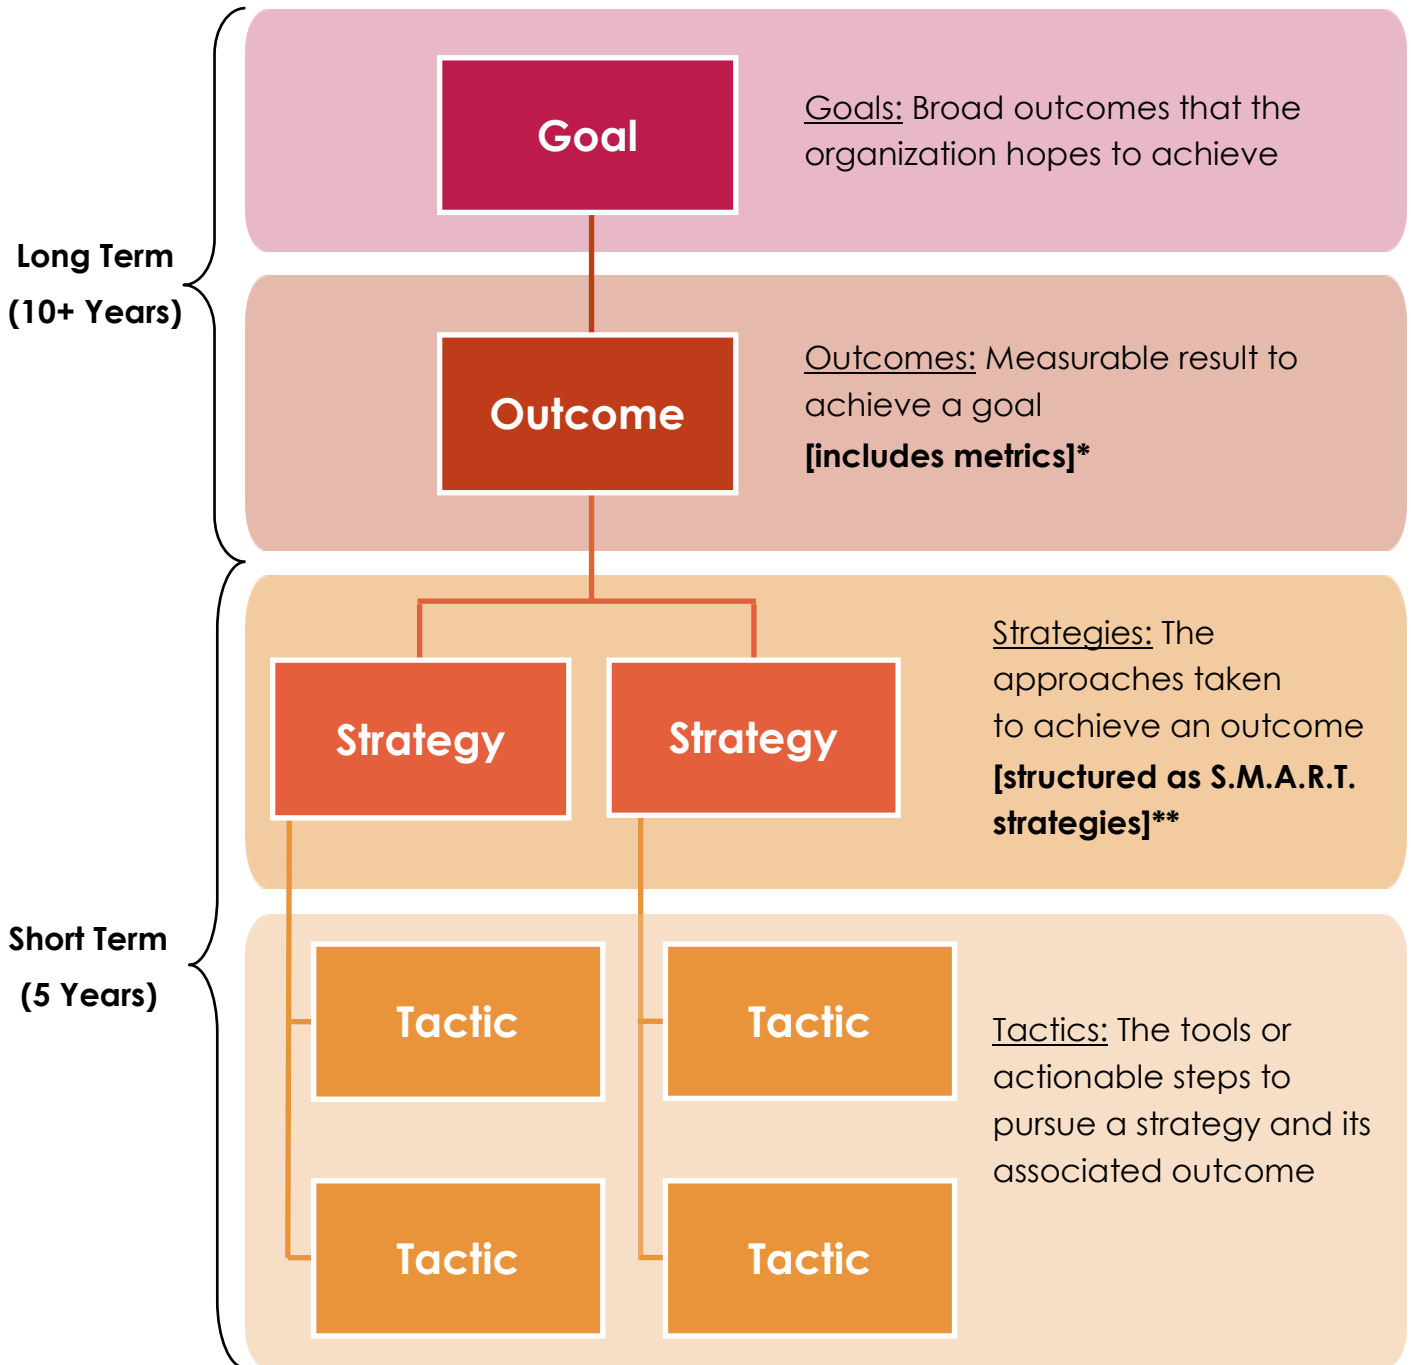 Goal
Goals: Broad outcomes that the
organization hopes to achieve
Long Term
(10+ Years)
Outcome
Outcomes: Measurable result to
achieve a goal
[includes metrics]*
Strategy
Strategy
Strategies: The
approaches taken
to achieve an outcome
[structured as S.M.A.R.T.
strategies]**
Short Term
(5 Years)
Tactic
Tactic
Tactics: The tools or
actionable steps to
pursue a strategy and its
associated outcome
Tactic
Tactic